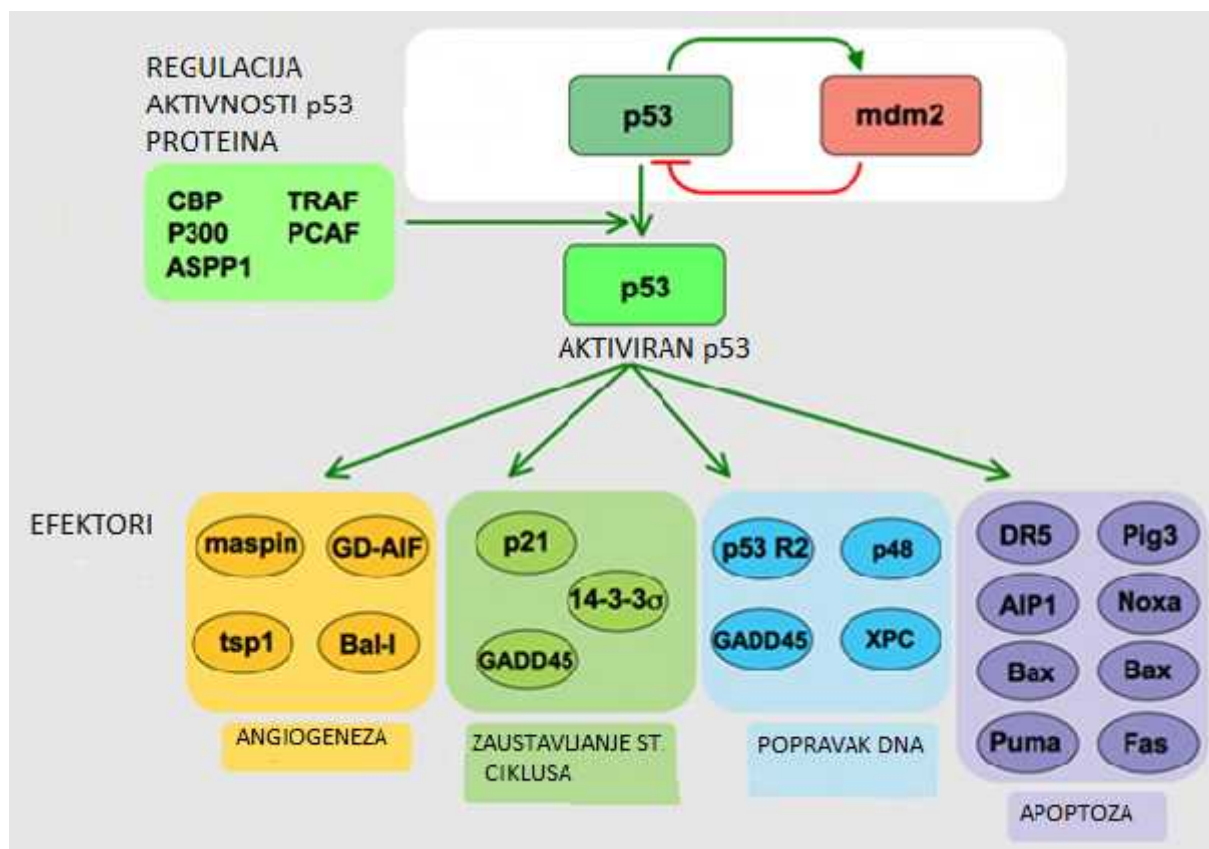 REGULACIJA
AKTIVNOSTI p53
PROTEINA
p53
mdm2
CBP TRAF
P300 PCAF
ASPP1
p53
AKTIVIRAN p53
EFEKTORI
maspin GD-AIF
tsp1 Bal-I
ANGIOGENEZA
p21
14-3-3σ
GADD45
ZAUSTAVLJANJE ST.
CIKLUSA
p53 R2 p48
GADD45 XPC
POPRAVAK DNA
DR5 Pig3
AIP1 Noxa
Bax Bax
Puma Fas
APOPTOZA